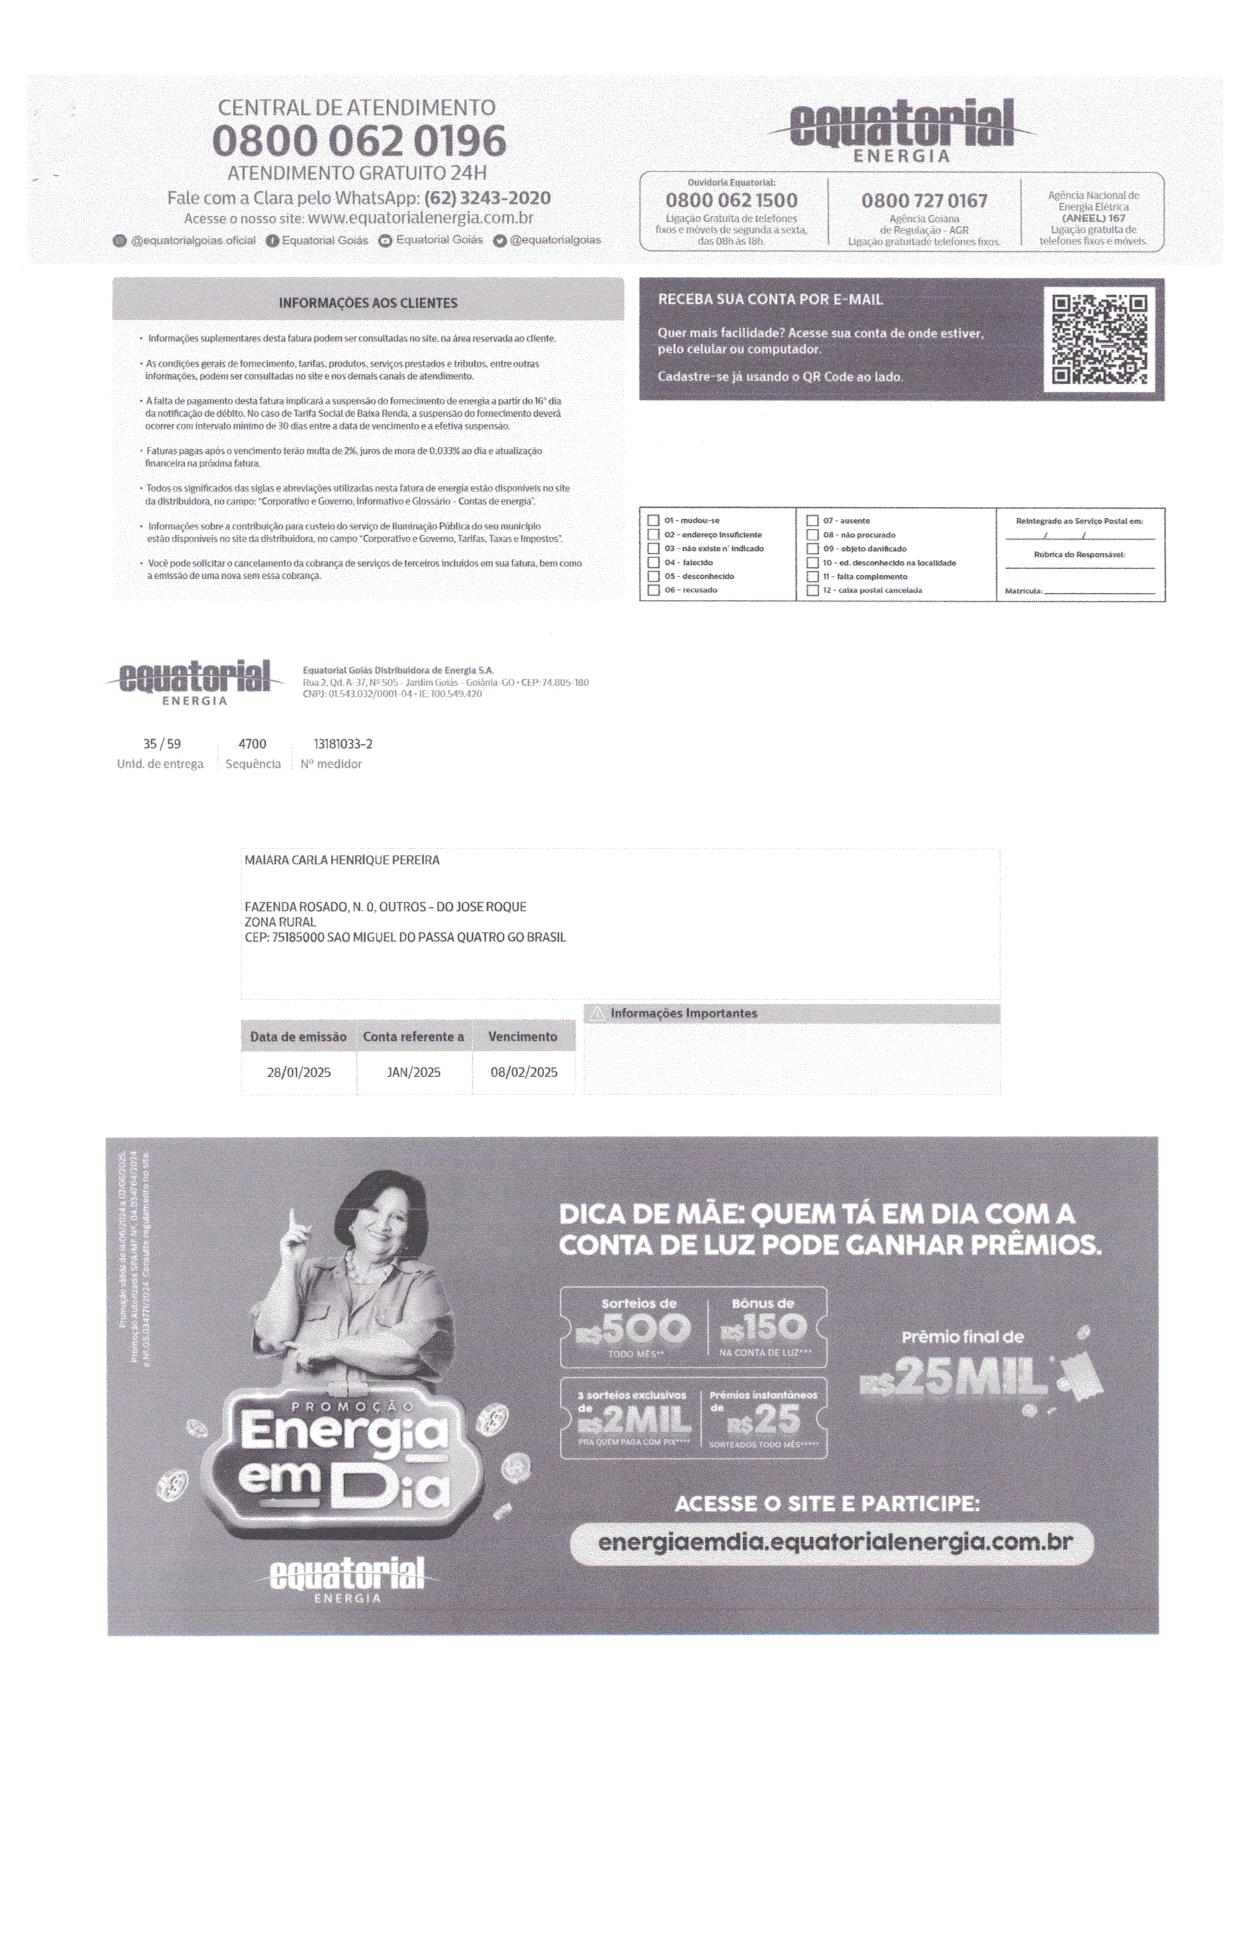 CENTRAL DE ATENDIMENTO
0800 062 0196
ATENDIMENTO GRATUITO 24H
Fale com a Clara pelo WhatsApp: (62) 3243-2020
Acesse o nosso site: www.equatorialenergia.com.br
@equatorialgoias.oficial Equatorial Goiás Equatorial Goiás @equatorialgoias
equatorial
ENERGIA
Ouvidoria Equatorial:
0800 062 1500
Ligação Gratuita de telefones
fixos e móveis de segunda a sexta,
das 08h às 18h.
0800 727 0167
Agência Goiana
de Regulação - AGR
Ligação gratuitade telefones fixos.
Agência Nacional de
Energia Elétrica
(ANEEL) 167
Ligação gratuita de
telefones fixos e móveis.
INFORMAÇÕES AOS CLIENTES
• Informações suplementares desta fatura podem ser consultadas no site, na área reservada ao cliente.
• As condições gerais de fornecimento, tarifas, produtos, serviços prestados e tributos, entre outras
informações, podem ser consultadas no site e nos demais canais de atendimento.
• A falta de pagamento desta fatura implicará a suspensão do fornecimento de energia a partir do 16° dia
da notificação de débito. No caso de Tarifa Social de Baixa Renda, a suspensão do fornecimento deverá
ocorrer com intervalo mínimo de 30 dias entre a data de vencimento e a efetiva suspensão.
• Faturas pagas após o vencimento terão multa de 2%, juros de mora de 0,033% ao dia e atualização
financeira na próxima fatura.
• Todos os significados das siglas e abreviações utilizadas nesta fatura de energia estão disponíveis no site
da distribuidora, no campo: "Corporativo e Governo, Informativo e Glossário - Contas de energia".
• Informações sobre a contribuição para custeio do serviço de Iluminação Pública do seu município
estão disponíveis no site da distribuidora, no campo "Corporativo e Governo, Tarifas, Taxas e Impostos".
• Você pode solicitar o cancelamento da cobrança de serviços de terceiros incluídos em sua fatura, bem como
a emissão de uma nova sem essa cobrança.
RECEBA SUA CONTA POR E-MAIL
Quer mais facilidade? Acesse sua conta de onde estiver,
pelo celular ou computador.
Cadastre-se já usando o QR Code ao lado.
01 - mudou-se
02 - endereço insuficiente
03 - não existe n° indicado
04 - falecido
05 - desconhecido
06 - recusado
07 - ausente
08 - não procurado
09 - objeto danificado
10 - ed. desconhecido na localidade
11 - falta complemento
12 - caixa postal cancelada
Reintegrado ao Serviço Postal em:
/ /
Rúbrica do Responsável:
Matrícula:
equatorial
ENERGIA
Equatorial Goiás Distribuidora de Energia S.A.
Rua 2, Qd. A-37, Nº 505 - Jardim Goiás - Goiânia-GO • CEP: 74.805-180
CNPJ: 01.543.032/0001-04 • IE: 100.549.420
35 / 59 4700 13181033-2
Unid. de entrega Sequência Nº medidor
MAIARA CARLA HENRIQUE PEREIRA
FAZENDA ROSADO, N. 0, OUTROS - DO JOSE ROQUE
ZONA RURAL
CEP: 75185000 SAO MIGUEL DO PASSA QUATRO GO BRASIL
Informações Importantes
Data de emissão Conta referente a Vencimento
28/01/2025 JAN/2025 08/02/2025
Promoção válida de 14/06/2024 a 02/06/2025.
Promoção Autorizada SPA/MF Nº. 04.034764/2024
e Nº.05.034771/2024. Consulte regulamento no site.
DICA DE MÃE: QUEM TÁ EM DIA COM A
CONTA DE LUZ PODE GANHAR PRÊMIOS.
Sorteios de
R$500
TODO MÊS**
Bônus de
R$150
NA CONTA DE LUZ***
3 sorteios exclusivos
de
R$2MIL
PRA QUEM PAGA COM PIX****
Prêmios instantâneos
de
R$25
SORTEADOS TODO MÊS*****
Prêmio final de
R$25MIL
PROMOÇÃO
Energia
em Dia
ACESSE O SITE E PARTICIPE:
energiaemdia.equatorialenergia.com.br
equatorial
ENERGIA